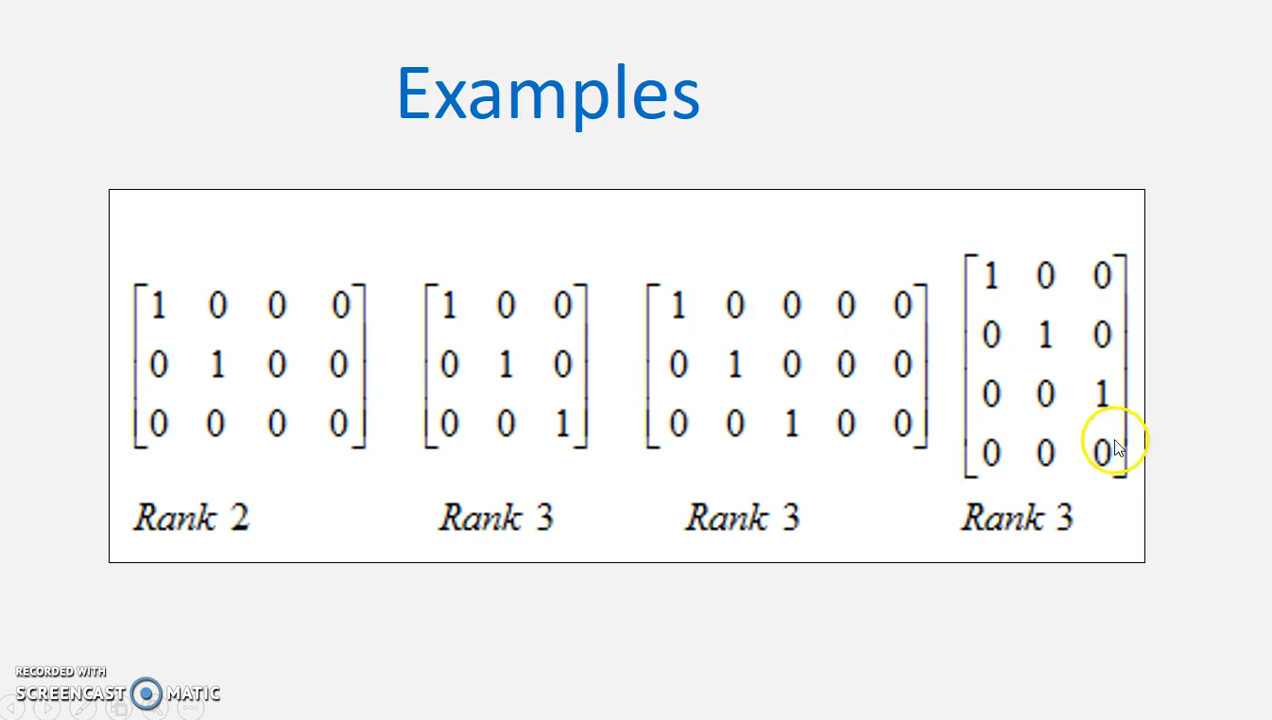 Examples
1 0 0 0
0 1 0 0
0 0 0 0
Rank 2
1 0 0
0 1 0
0 0 1
Rank 3
1 0 0 0 0
0 1 0 0 0
0 0 1 0 0
Rank 3
1 0 0
0 1 0
0 0 1
0 0 0
Rank 3
RECORDED WITH
SCREENCAST MATIC